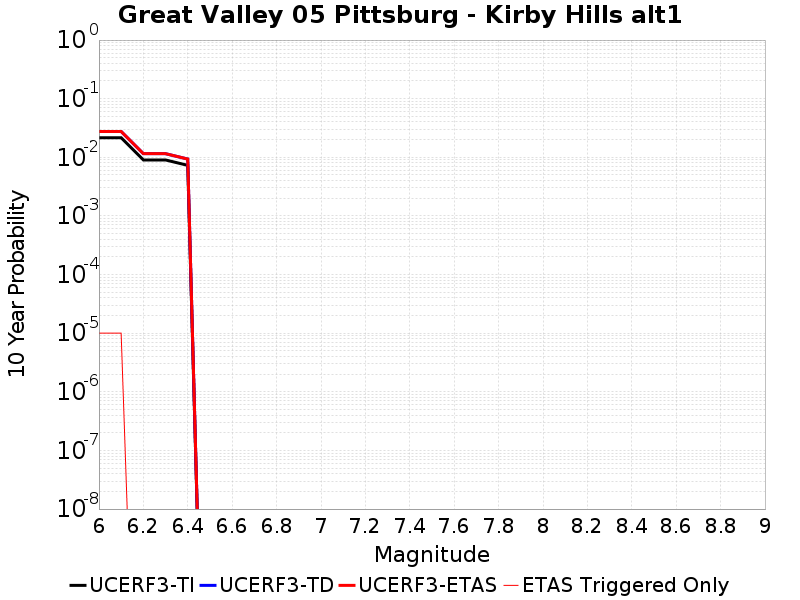 Great Valley 05 Pittsburg - Kirby Hills alt1
10 Year Probability
10^0
10^-1
10^-2
10^-3
10^-4
10^-5
10^-6
10^-7
10^-8
6 6.2 6.4 6.6 6.8 7 7.2 7.4 7.6 7.8 8 8.2 8.4 8.6 8.8 9
Magnitude
UCERF3-TI UCERF3-TD UCERF3-ETAS ETAS Triggered Only